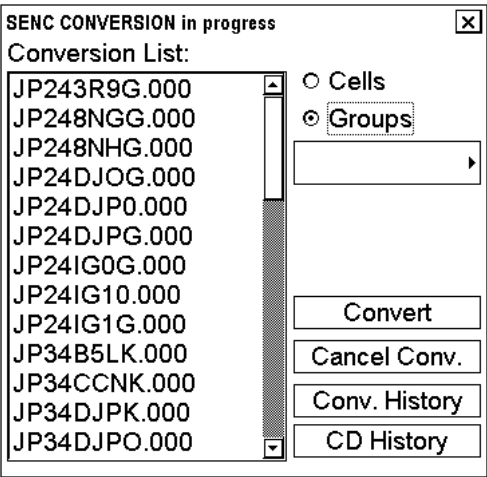 SENC CONVERSION in progress
Conversion List:
JP243R9G.000
JP248NGG.000
JP248NHG.000
JP24DJOG.000
JP24DJP0.000
JP24DJPG.000
JP24IG0G.000
JP24IG10.000
JP24IG1G.000
JP34B5LK.000
JP34CCNK.000
JP34DJPK.000
JP34DJPO.000
Cells
Groups
Convert
Cancel Conv.
Conv. History
CD History